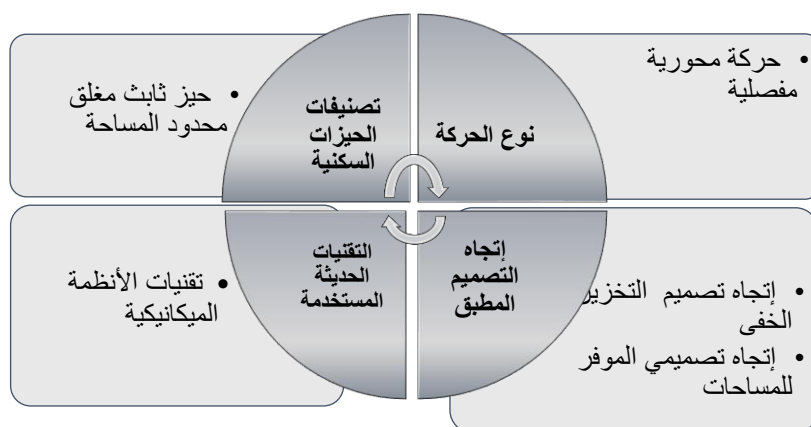 • حركة محورية
مفصلية
نوع الحركة
تصنيفات
الحيزات
السكنية
• حيز ثابث مغلق
محدود المساحة
إتجاه
التصميم
المطبق
• إتجاه تصميم التخزين
الخفى
• إتجاه تصميمي الموفر
للمساحات
التقنيات
الحديثة
المستخدمة
• تقنيات الأنظمة
الميكانيكية